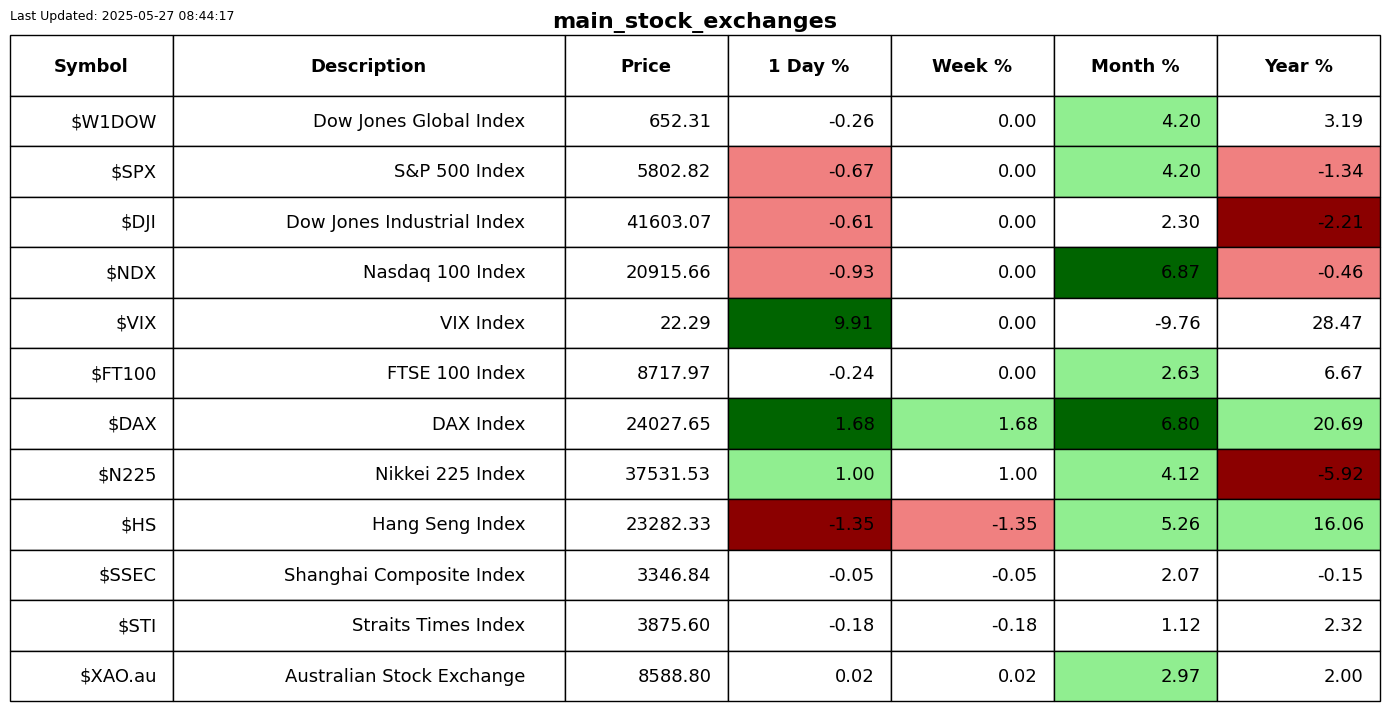 Last Updated: 2025-05-27 08:44:17
main_stock_exchanges
Symbol Description Price 1 Day % Week % Month % Year %
$W1DOW Dow Jones Global Index 652.31 -0.26 0.00 4.20 3.19
$SPX S&P 500 Index 5802.82 -0.67 0.00 4.20 -1.34
$DJI Dow Jones Industrial Index 41603.07 -0.61 0.00 2.30 -2.21
$NDX Nasdaq 100 Index 20915.66 -0.93 0.00 6.87 -0.46
$VIX VIX Index 22.29 9.91 0.00 -9.76 28.47
$FT100 FTSE 100 Index 8717.97 -0.24 0.00 2.63 6.67
$DAX DAX Index 24027.65 1.68 1.68 6.80 20.69
$N225 Nikkei 225 Index 37531.53 1.00 1.00 4.12 -5.92
$HS Hang Seng Index 23282.33 -1.35 -1.35 5.26 16.06
$SSEC Shanghai Composite Index 3346.84 -0.05 -0.05 2.07 -0.15
$STI Straits Times Index 3875.60 -0.18 -0.18 1.12 2.32
$XAO.au Australian Stock Exchange 8588.80 0.02 0.02 2.97 2.00